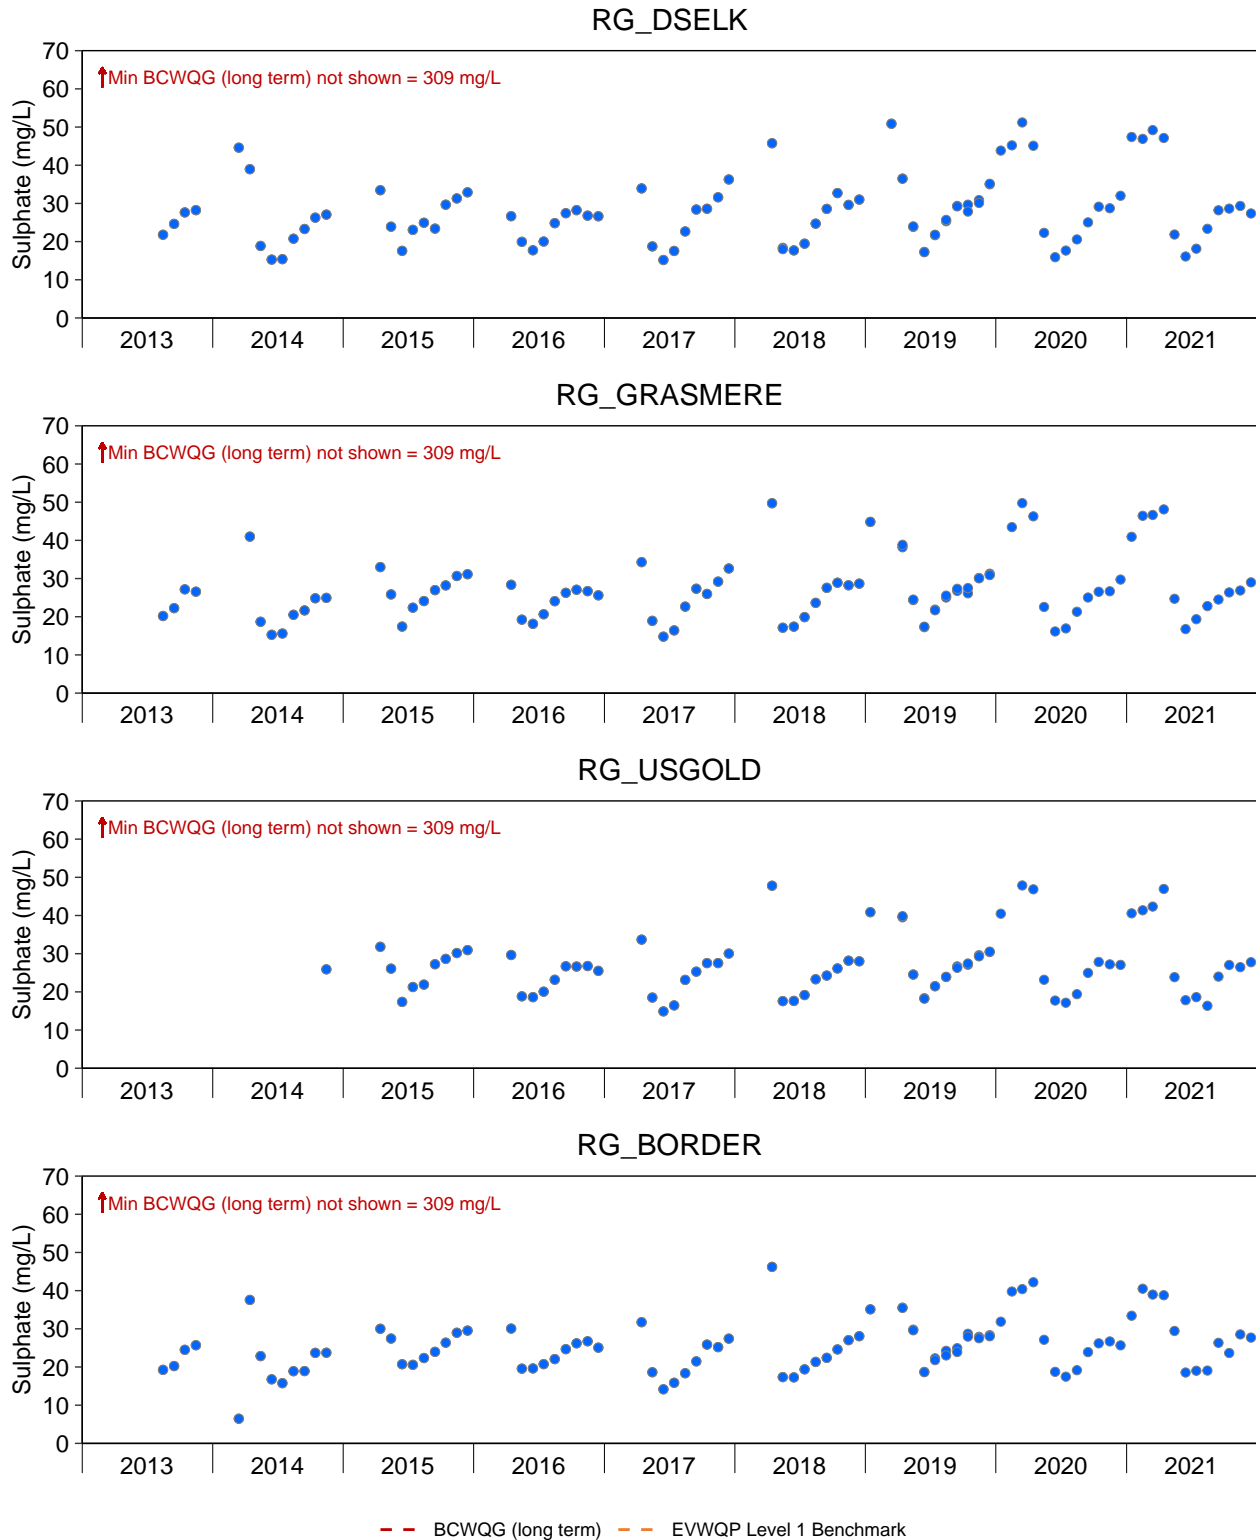 RG_DSELK
70
60
50
40
30
20
10
0
Sulphate (mg/L)
Min BCWQG (long term) not shown = 309 mg/L
2013 2014 2015 2016 2017 2018 2019 2020 2021
RG_GRASMERE
70
60
50
40
30
20
10
0
Sulphate (mg/L)
Min BCWQG (long term) not shown = 309 mg/L
2013 2014 2015 2016 2017 2018 2019 2020 2021
RG_USGOLD
70
60
50
40
30
20
10
0
Sulphate (mg/L)
Min BCWQG (long term) not shown = 309 mg/L
2013 2014 2015 2016 2017 2018 2019 2020 2021
RG_BORDER
70
60
50
40
30
20
10
0
Sulphate (mg/L)
Min BCWQG (long term) not shown = 309 mg/L
2013 2014 2015 2016 2017 2018 2019 2020 2021
BCWQG (long term) EVWQP Level 1 Benchmark